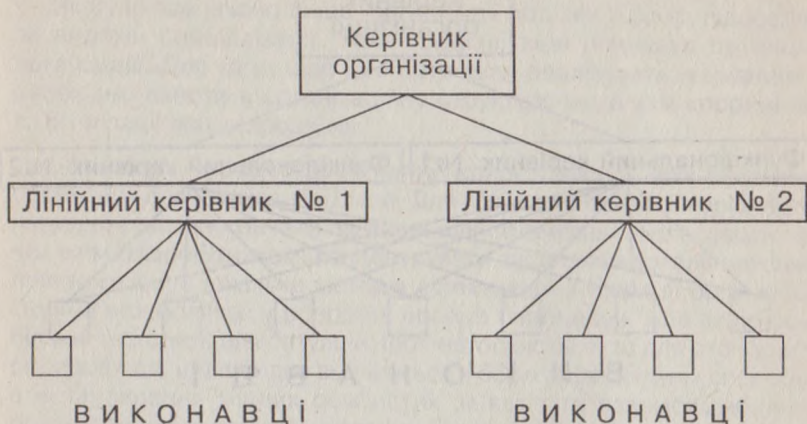 Керівник
організації
Лінійний керівник № 1
Лінійний керівник № 2
ВИКОНАВЦІ
ВИКОНАВЦІ